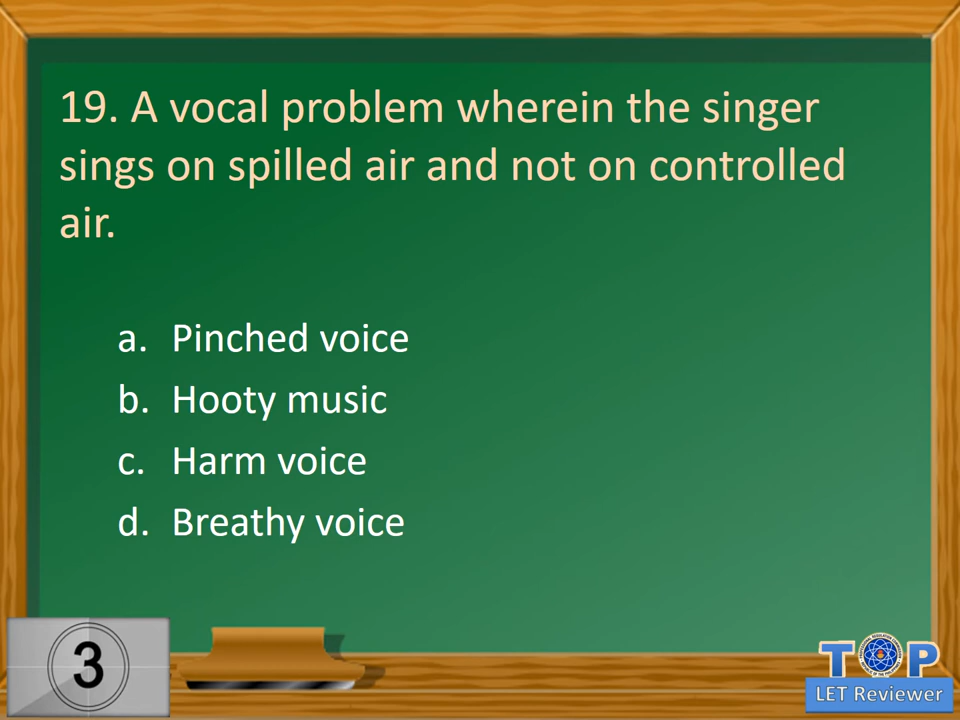 19. A vocal problem wherein the singer
sings on spilled air and not on controlled
air.
a. Pinched voice
b. Hooty music
c. Harm voice
d. Breathy voice
3
TOP
LET Reviewer